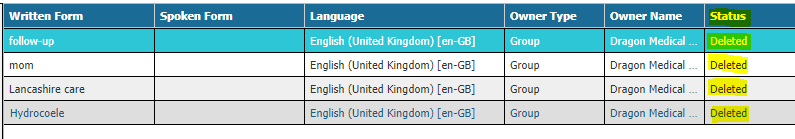 Written Form Spoken Form Language Owner Type Owner Name Status
follow-up English (United Kingdom) [en-GB] Group Dragon Medical ... Deleted
mom English (United Kingdom) [en-GB] Group Dragon Medical ... Deleted
Lancashire care English (United Kingdom) [en-GB] Group Dragon Medical ... Deleted
Hydrocoele English (United Kingdom) [en-GB] Group Dragon Medical ... Deleted